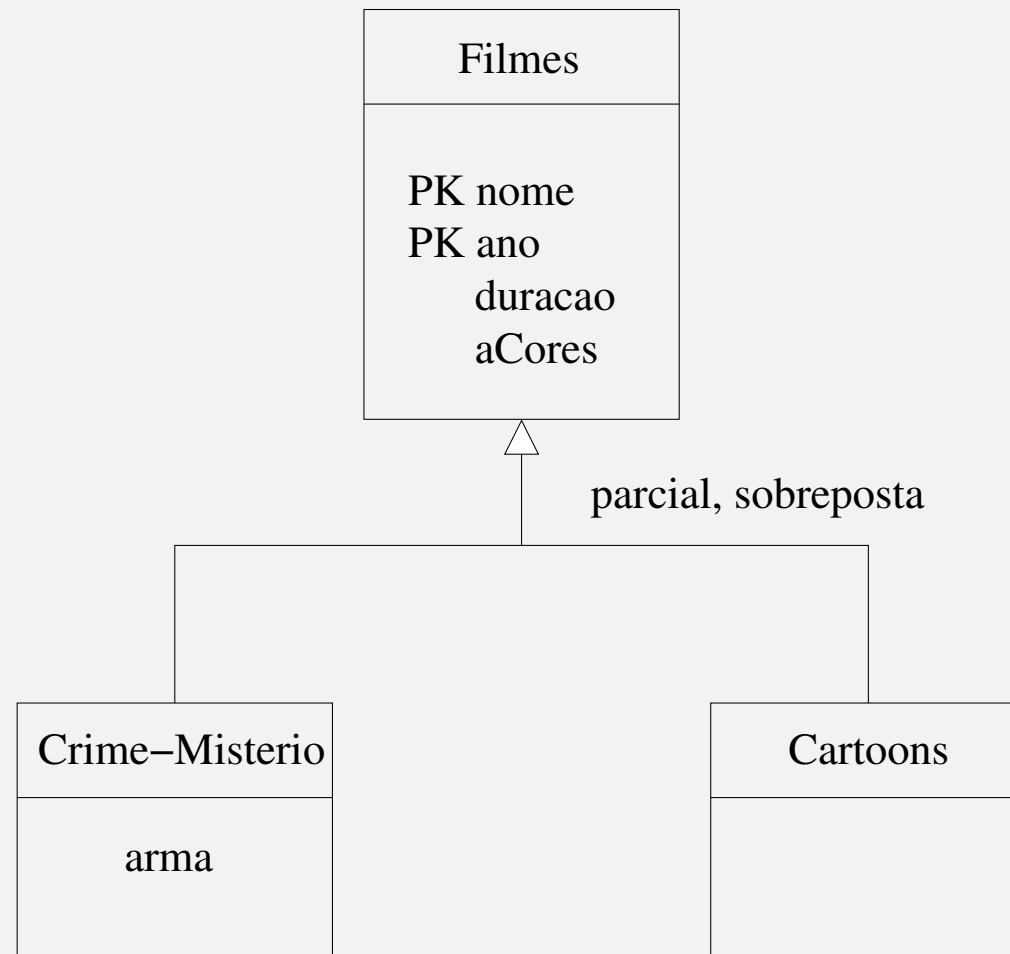 Filmes
PK nome
PK ano
duracao
aCores
parcial, sobreposta
Crime−Misterio
Cartoons
arma